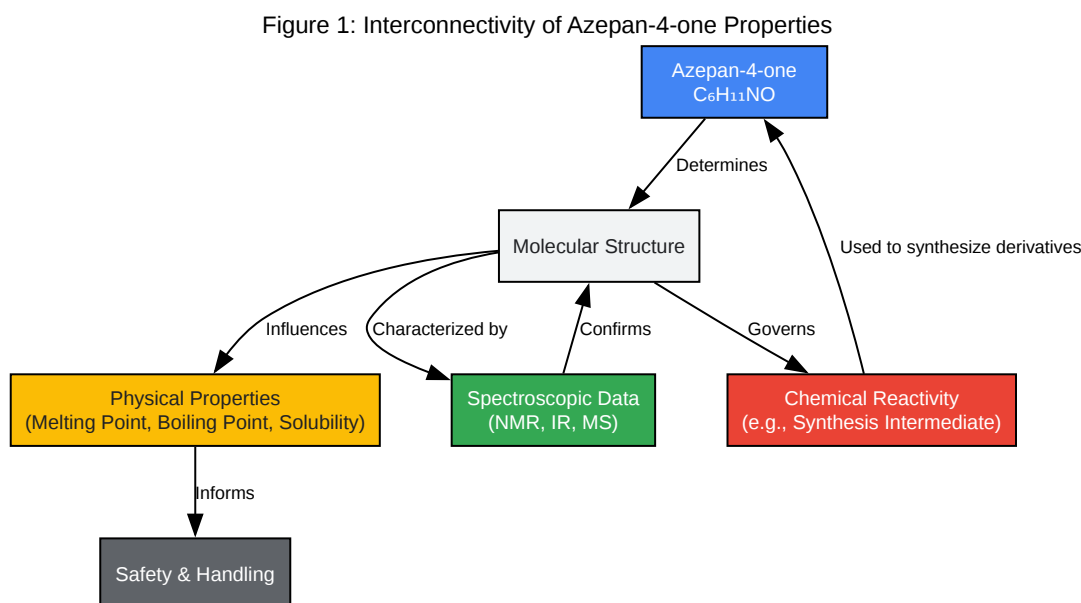 Figure 1: Interconnectivity of Azepan-4-one Properties
Azepan-4-one
C₆H₁₁NO
Determines
Molecular Structure
Used to synthesize derivatives
Influences
Characterized by
Confirms
Governs
Physical Properties
(Melting Point, Boiling Point, Solubility)
Spectroscopic Data
(NMR, IR, MS)
Chemical Reactivity
(e.g., Synthesis Intermediate)
Informs
Safety & Handling